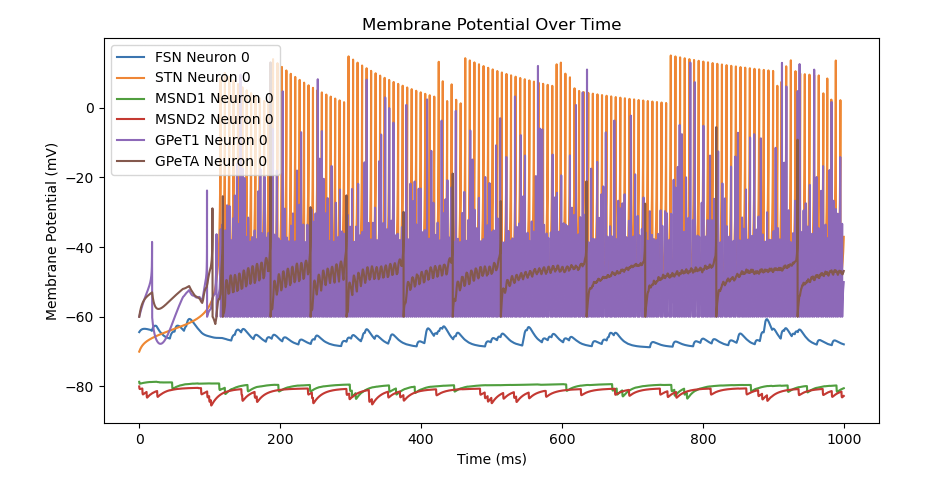 Membrane Potential Over Time
FSN Neuron 0
STN Neuron 0
MSND1 Neuron 0
MSND2 Neuron 0
GPeT1 Neuron 0
GPeTA Neuron 0
Membrane Potential (mV)
0
−20
−40
−60
−80
0 200 400 600 800 1000
Time (ms)